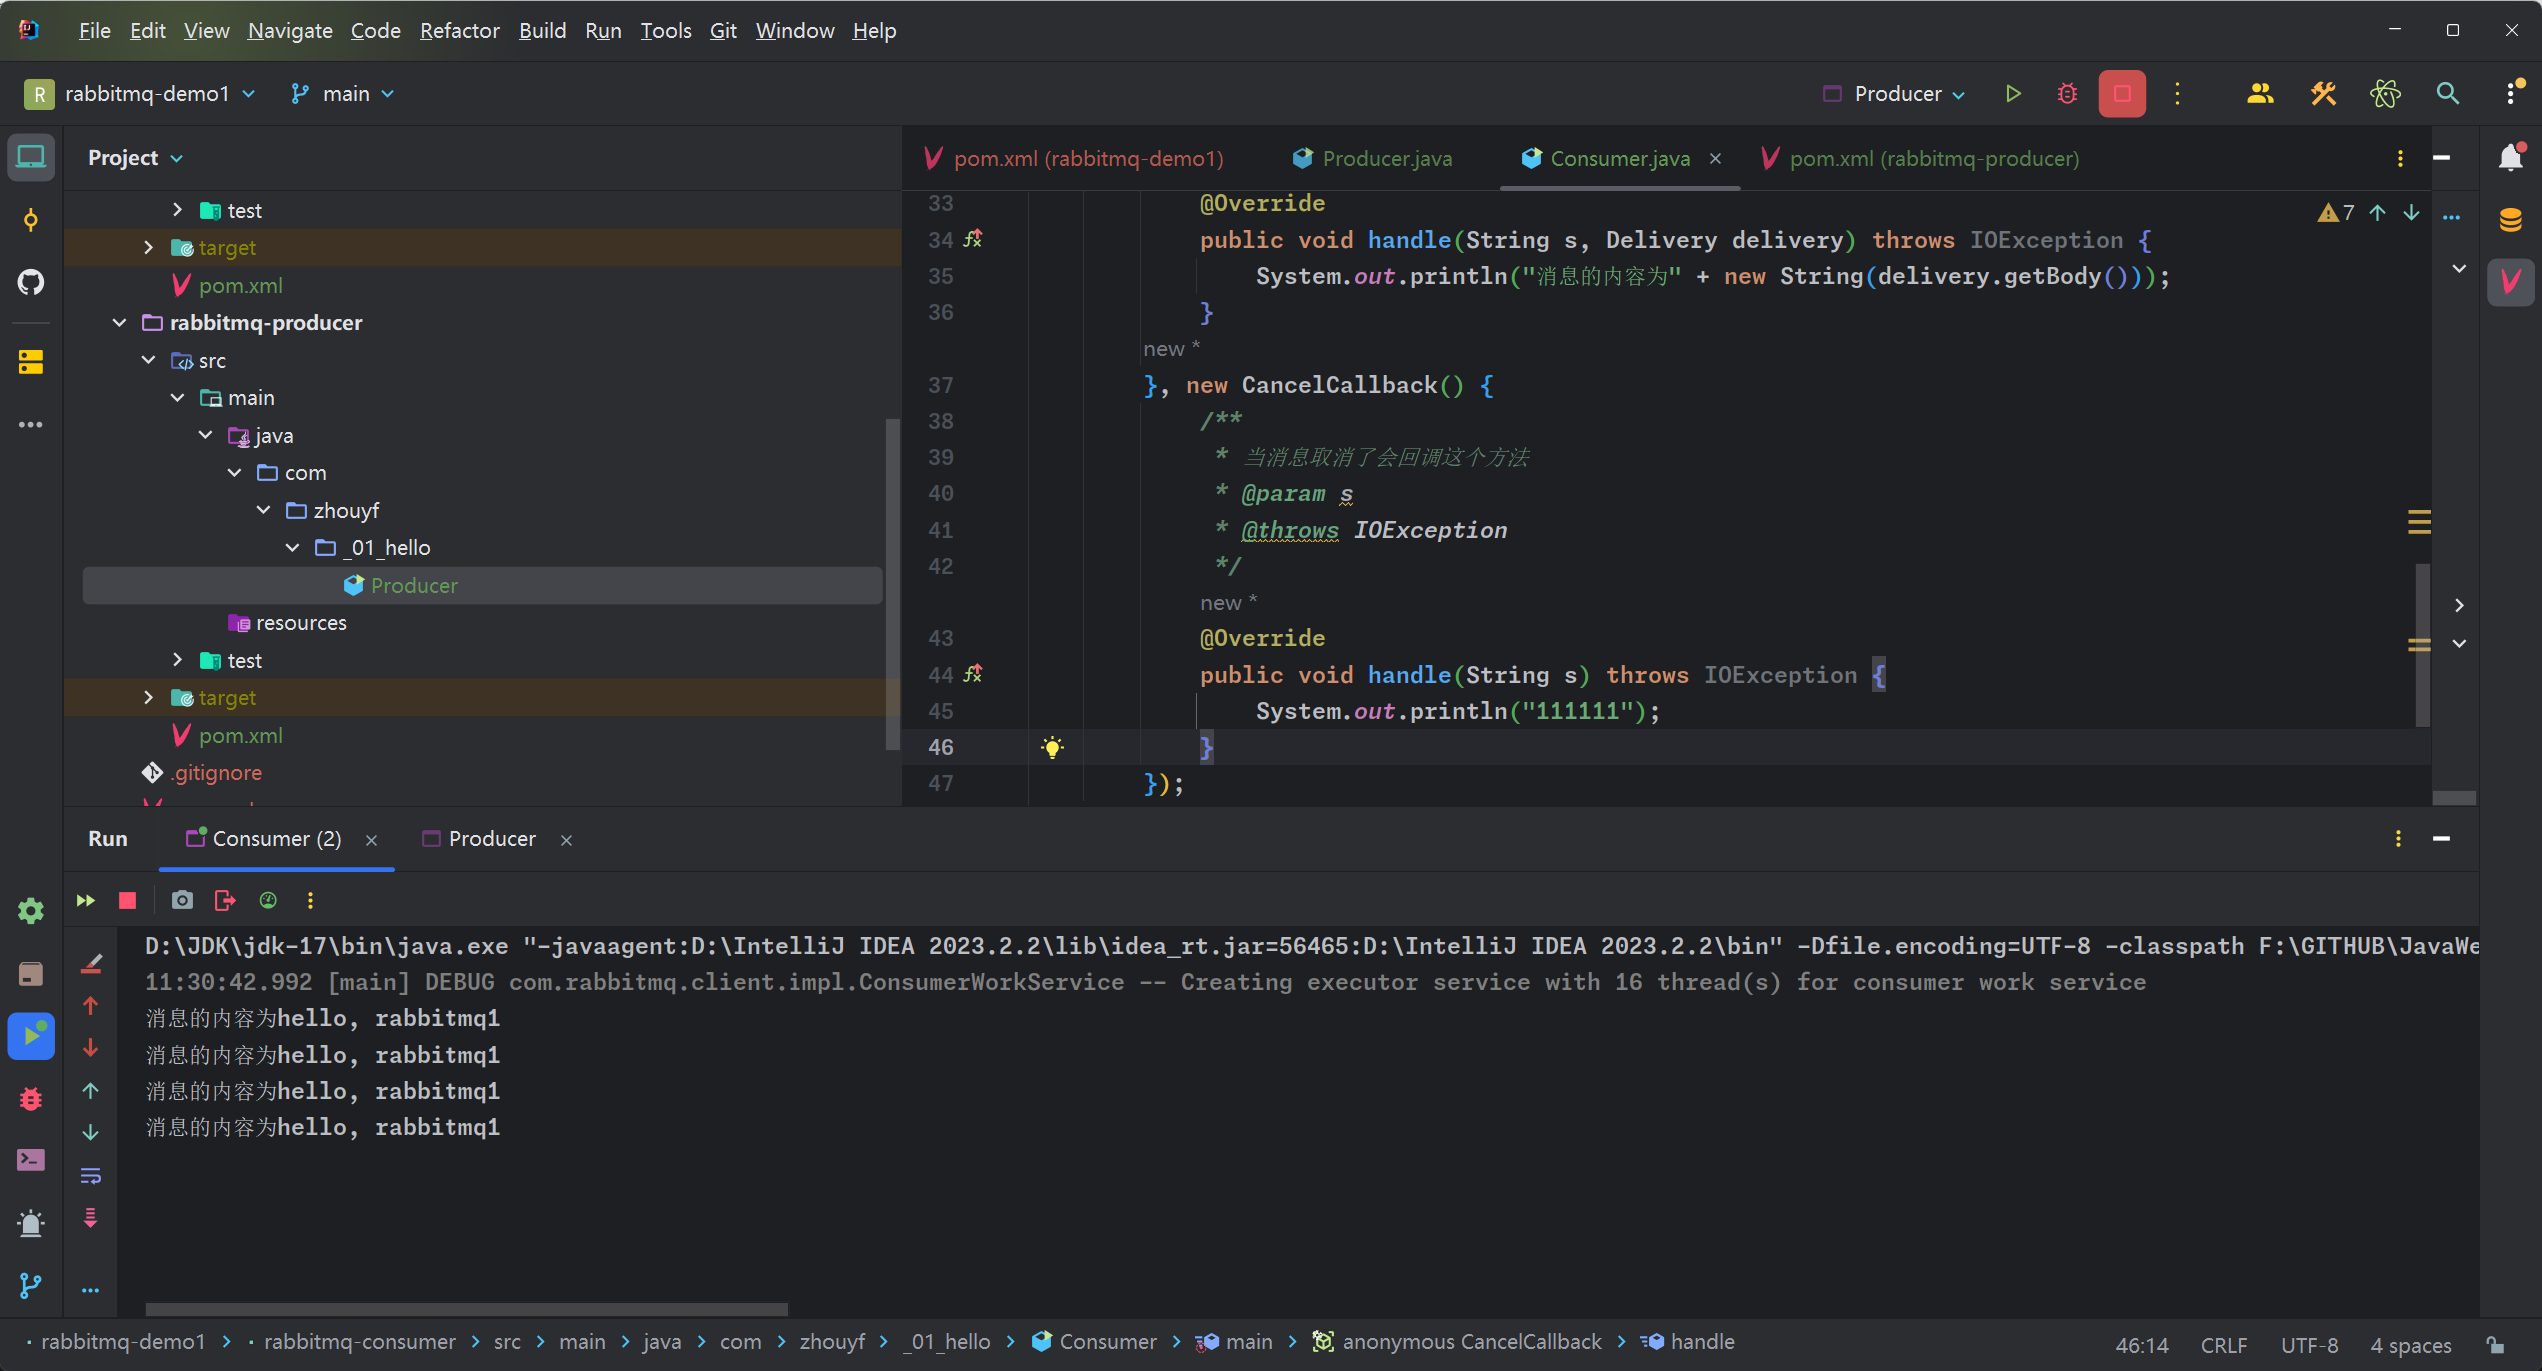 File Edit View Navigate Code Refactor Build Run Tools Git Window Help
R rabbitmq-demo1 main Producer
Project
test
target
pom.xml
rabbitmq-producer
src
main
java
com
zhouyf
_01_hello
Producer
resources
test
target
pom.xml
.gitignore
pom.xml (rabbitmq-demo1) Producer.java Consumer.java pom.xml (rabbitmq-producer)
7
33 @Override
34 public void handle(String s, Delivery delivery) throws IOException {
35 System.out.println("消息的内容为" + new String(delivery.getBody()));
36 }
new *
37 }, new CancelCallback() {
38 /**
39 * 当消息取消了会回调这个方法
40 * @param s
41 * @throws IOException
42 */
new *
43 @Override
44 public void handle(String s) throws IOException {
45 System.out.println("111111");
46 }
47 });
Run Consumer (2) Producer
D:\JDK\jdk-17\bin\java.exe "-javaagent:D:\IntelliJ IDEA 2023.2.2\lib\idea_rt.jar=56465:D:\IntelliJ IDEA 2023.2.2\bin" -Dfile.encoding=UTF-8 -classpath F:\GITHUB\JavaWe
11:30:42.992 [main] DEBUG com.rabbitmq.client.impl.ConsumerWorkService -- Creating executor service with 16 thread(s) for consumer work service
消息的内容为hello, rabbitmq1
消息的内容为hello, rabbitmq1
消息的内容为hello, rabbitmq1
消息的内容为hello, rabbitmq1
rabbitmq-demo1 > rabbitmq-consumer > src > main > java > com > zhouyf > _01_hello > Consumer > main > anonymous CancelCallback > handle 46:14 CRLF UTF-8 4 spaces